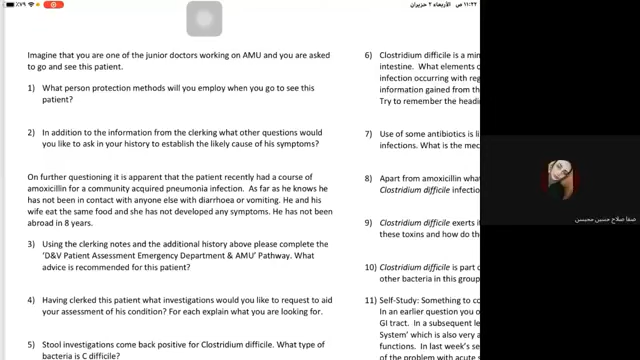 ١١:٢٢ ص الأربعاء ٢ حزيران
٪٧٩
Imagine that you are one of the junior doctors working on AMU and you are asked
to go and see this patient.
1) What person protection methods will you employ when you go to see this
patient?
2) In addition to the information from the clerking what other questions would
you like to ask in your history to establish the likely cause of his symptoms?
On further questioning it is apparent that the patient recently had a course of
amoxicillin for a community acquired pneumonia infection. As far as he knows he
has not been in contact with anyone else with diarrhoea or vomiting. He and his
wife eat the same food and she has not developed any symptoms. He has not been
abroad in 8 years.
3) Using the clerking notes and the additional history above please complete the
‘D&V Patient Assessment Emergency Department & AMU’ Pathway. What
advice is recommended for this patient?
4) Having clerked this patient what investigations would you like to request to aid
your assessment of his condition? For each explain what you are looking for.
5) Stool investigations come back positive for Clostridium difficile. What type of
bacteria is C difficile?
6) Clostridium difficile is a
intestine. What elements
infection occurring with
information gained from the
Try to remember the
7) Use of some antibiotics is
infections. What is the
8) Apart from amoxicillin
Clostridium difficile
9) Clostridium difficile exerts
these toxins and how do
10) Clostridium difficile is part
other bacteria in this group
11) Self-Study: Something to
In an earlier question you
GI tract. In a subsequent
System’ which is also very
functions. In last week’s
of the problem with acute
صفا صلاح حسين محيسن